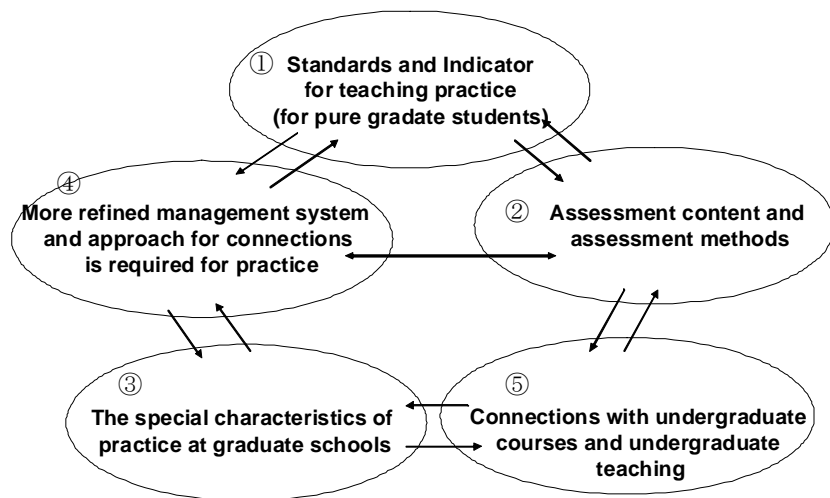 ① Standards and Indicator
for teaching practice
(for pure gradate students)
④
More refined management system
and approach for connections
is required for practice
② Assessment content and
assessment methods
③
The special characteristics of
practice at graduate schools
⑤
Connections with undergraduate
courses and undergraduate
teaching